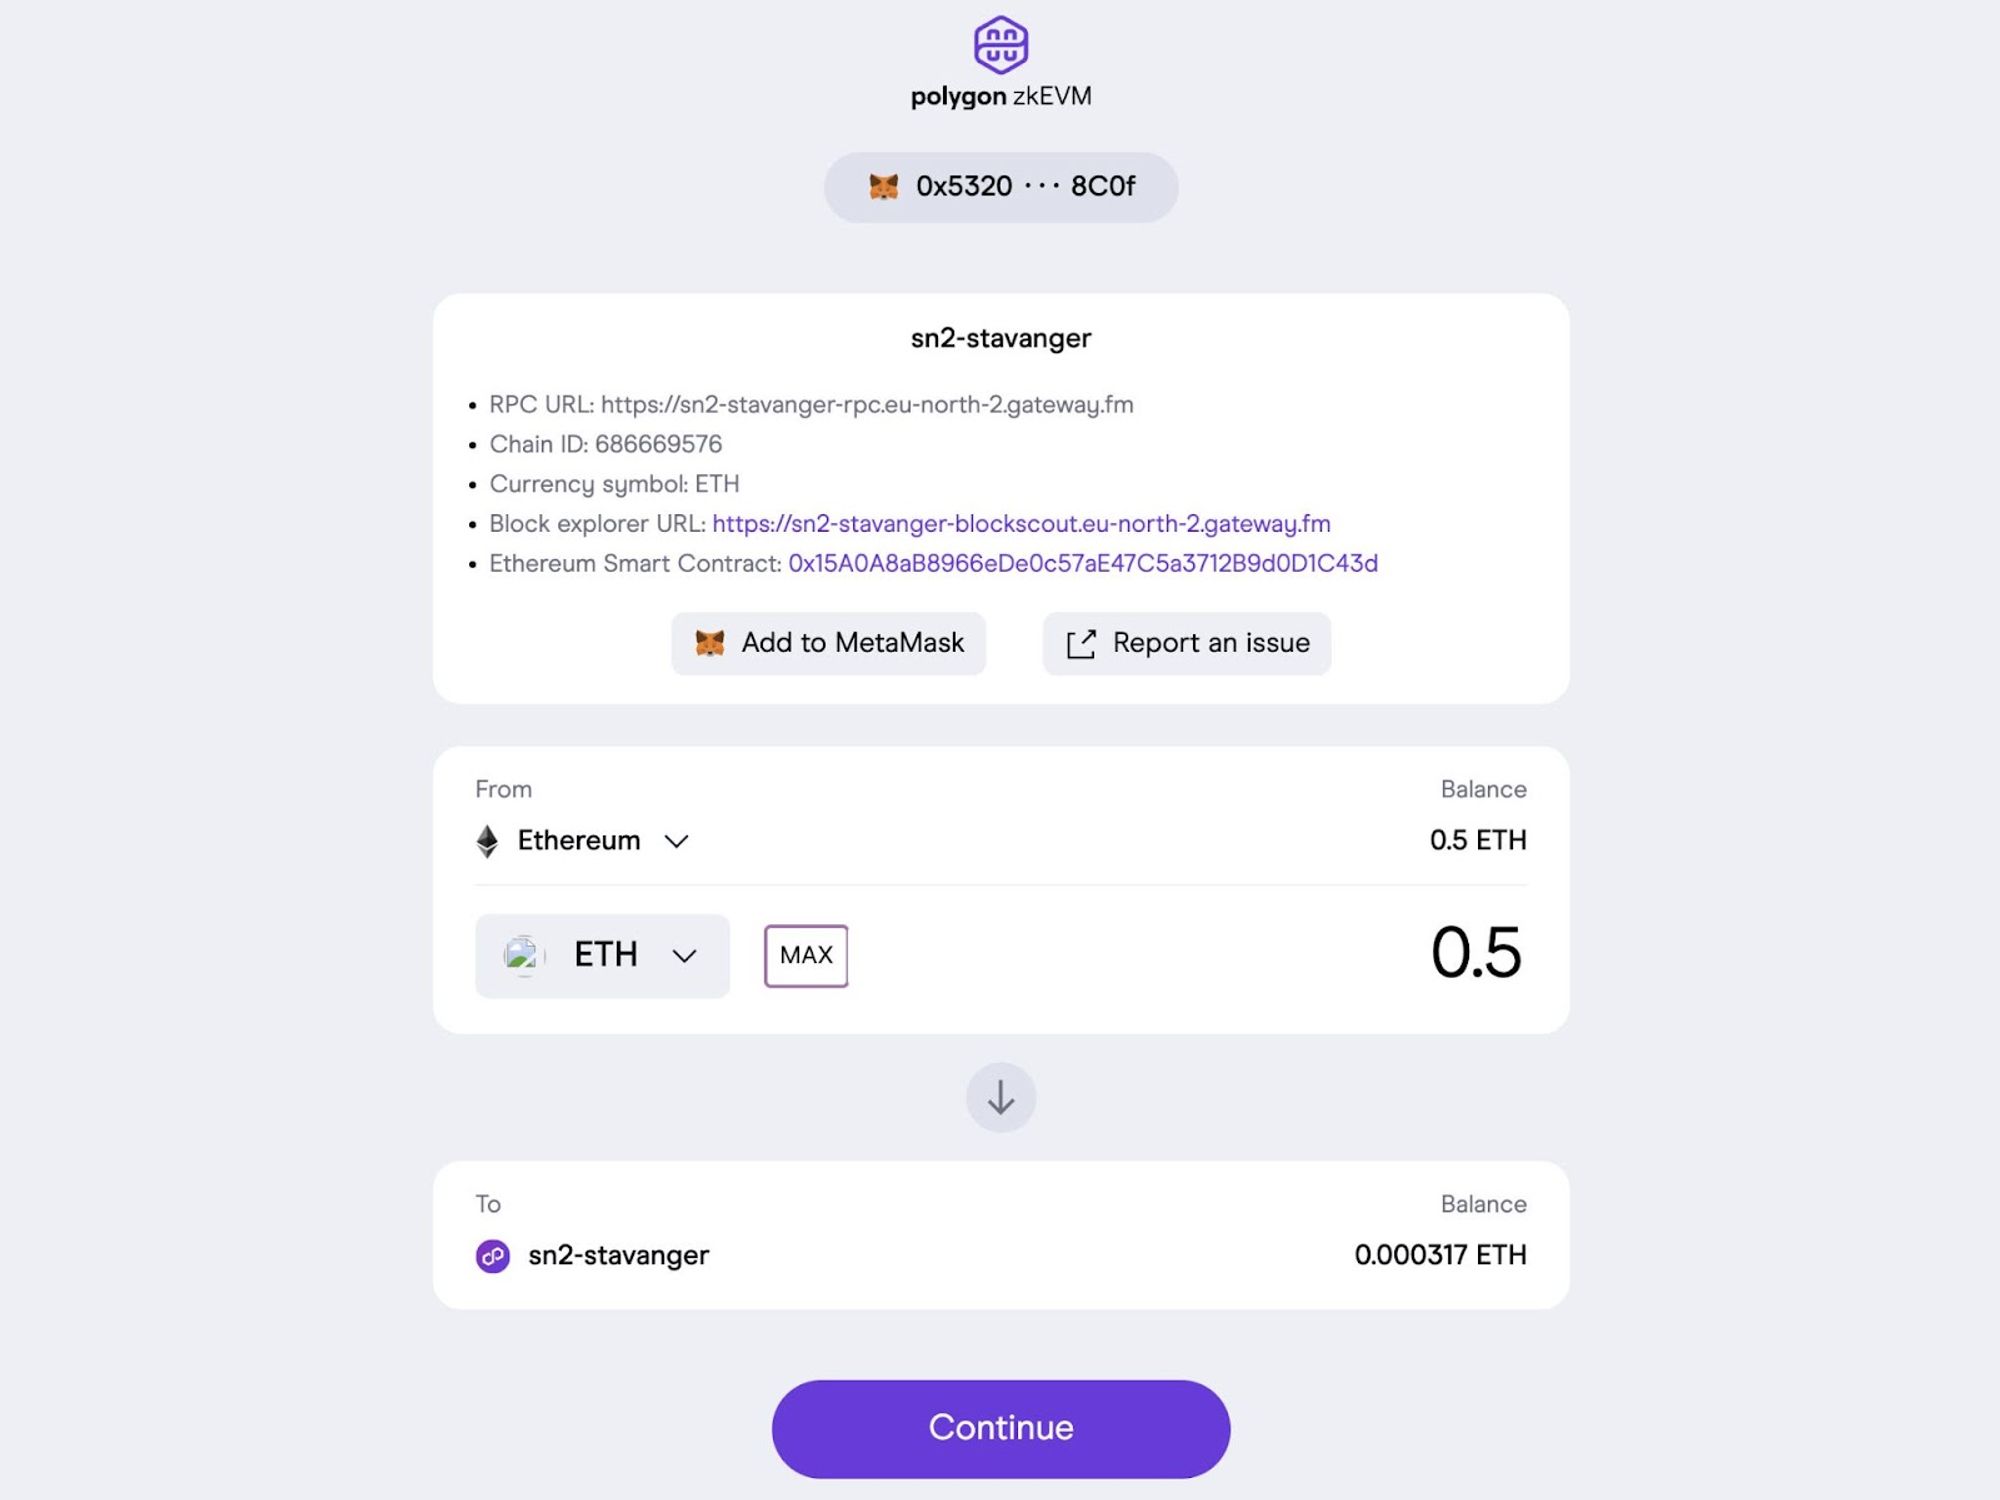 polygon zkEVM
0x5320 ··· 8C0f
sn2-stavanger
• RPC URL: https://sn2-stavanger-rpc.eu-north-2.gateway.fm
• Chain ID: 686669576
• Currency symbol: ETH
• Block explorer URL: https://sn2-stavanger-blockscout.eu-north-2.gateway.fm
• Ethereum Smart Contract: 0x15A0A8aB8966eDe0c57aE47C5a3712B9d0D1C43d
Add to MetaMask Report an issue
From Balance
Ethereum 0.5 ETH
ETH MAX 0.5
To Balance
sn2-stavanger 0.000317 ETH
Continue